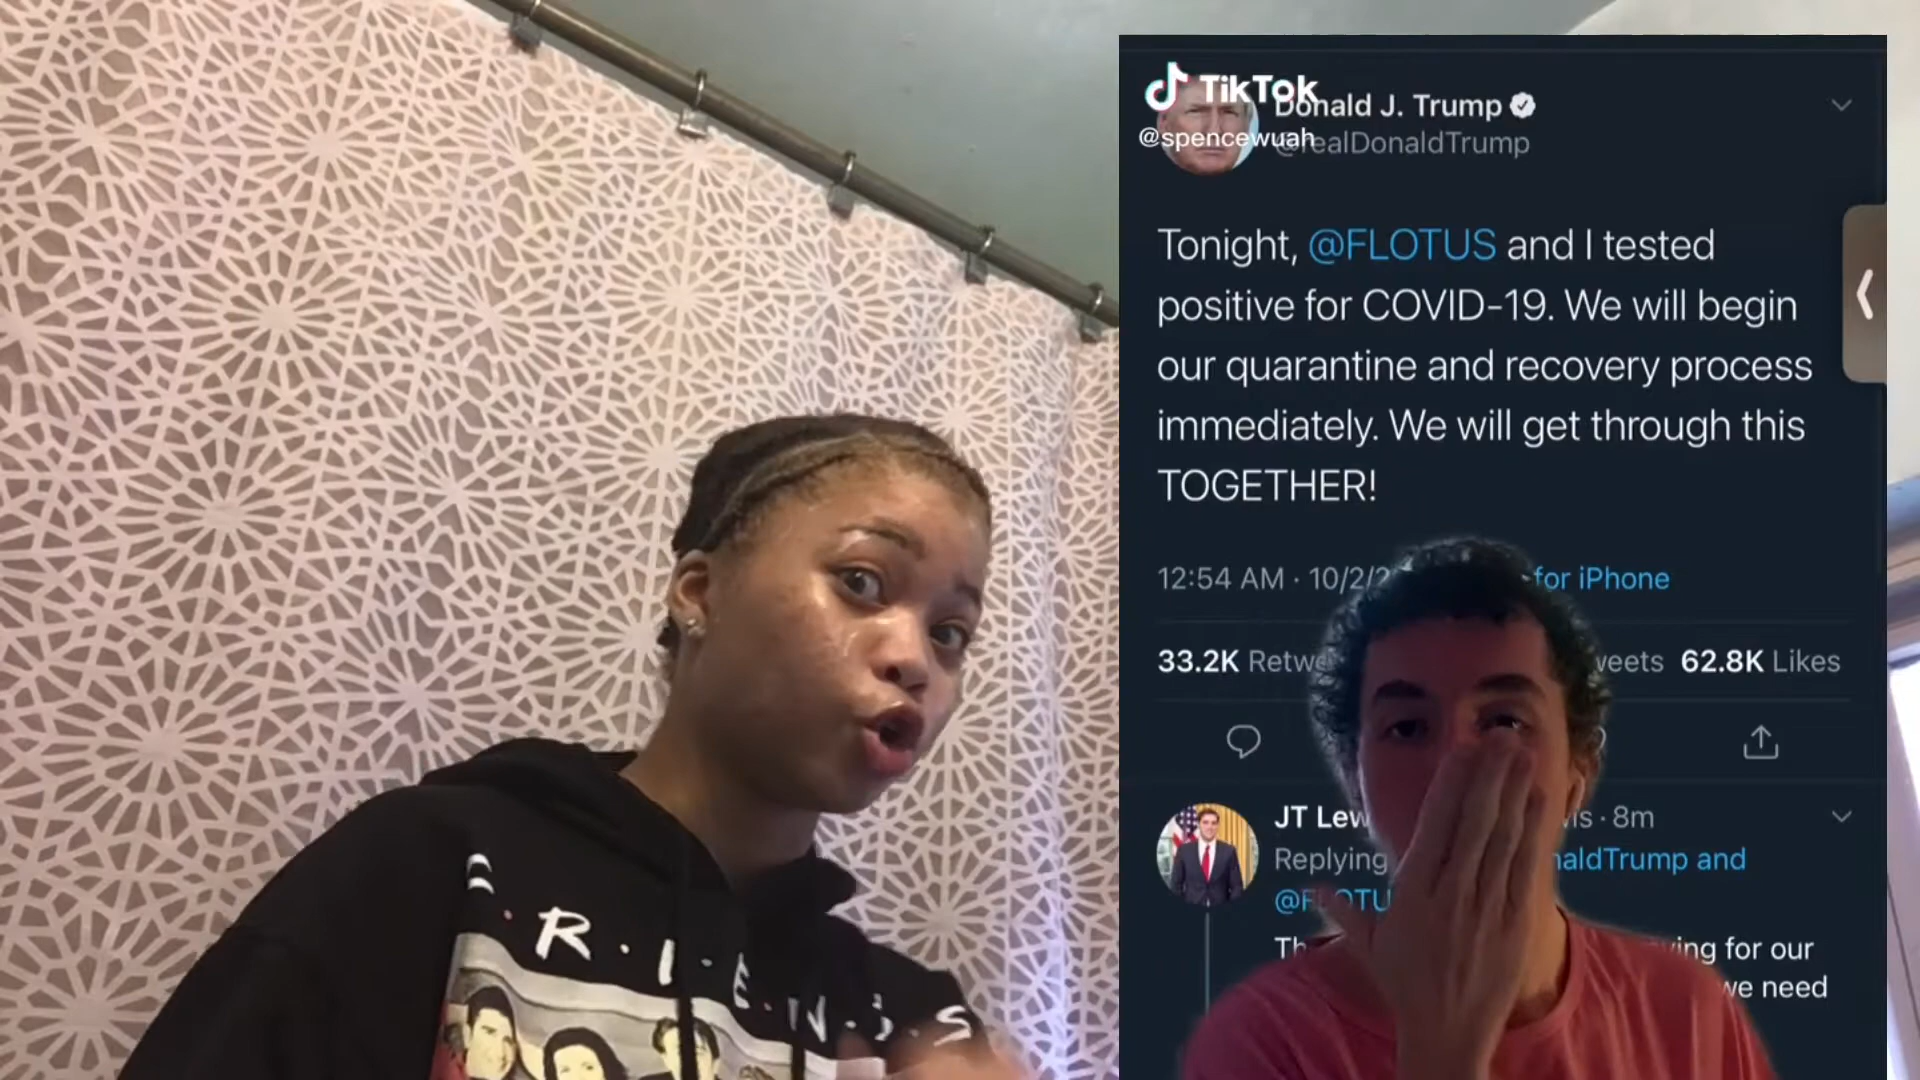 TikTok
@spencewuah
Donald J. Trump
@realDonaldTrump
Tonight, @FLOTUS and I tested
positive for COVID-19. We will begin
our quarantine and recovery process
immediately. We will get through this
TOGETHER!
12:54 AM · 10/2/2 for iPhone
33.2K 62.8K Likes
JT 8m
Replying and
for our
we need
R · I · E · N · S